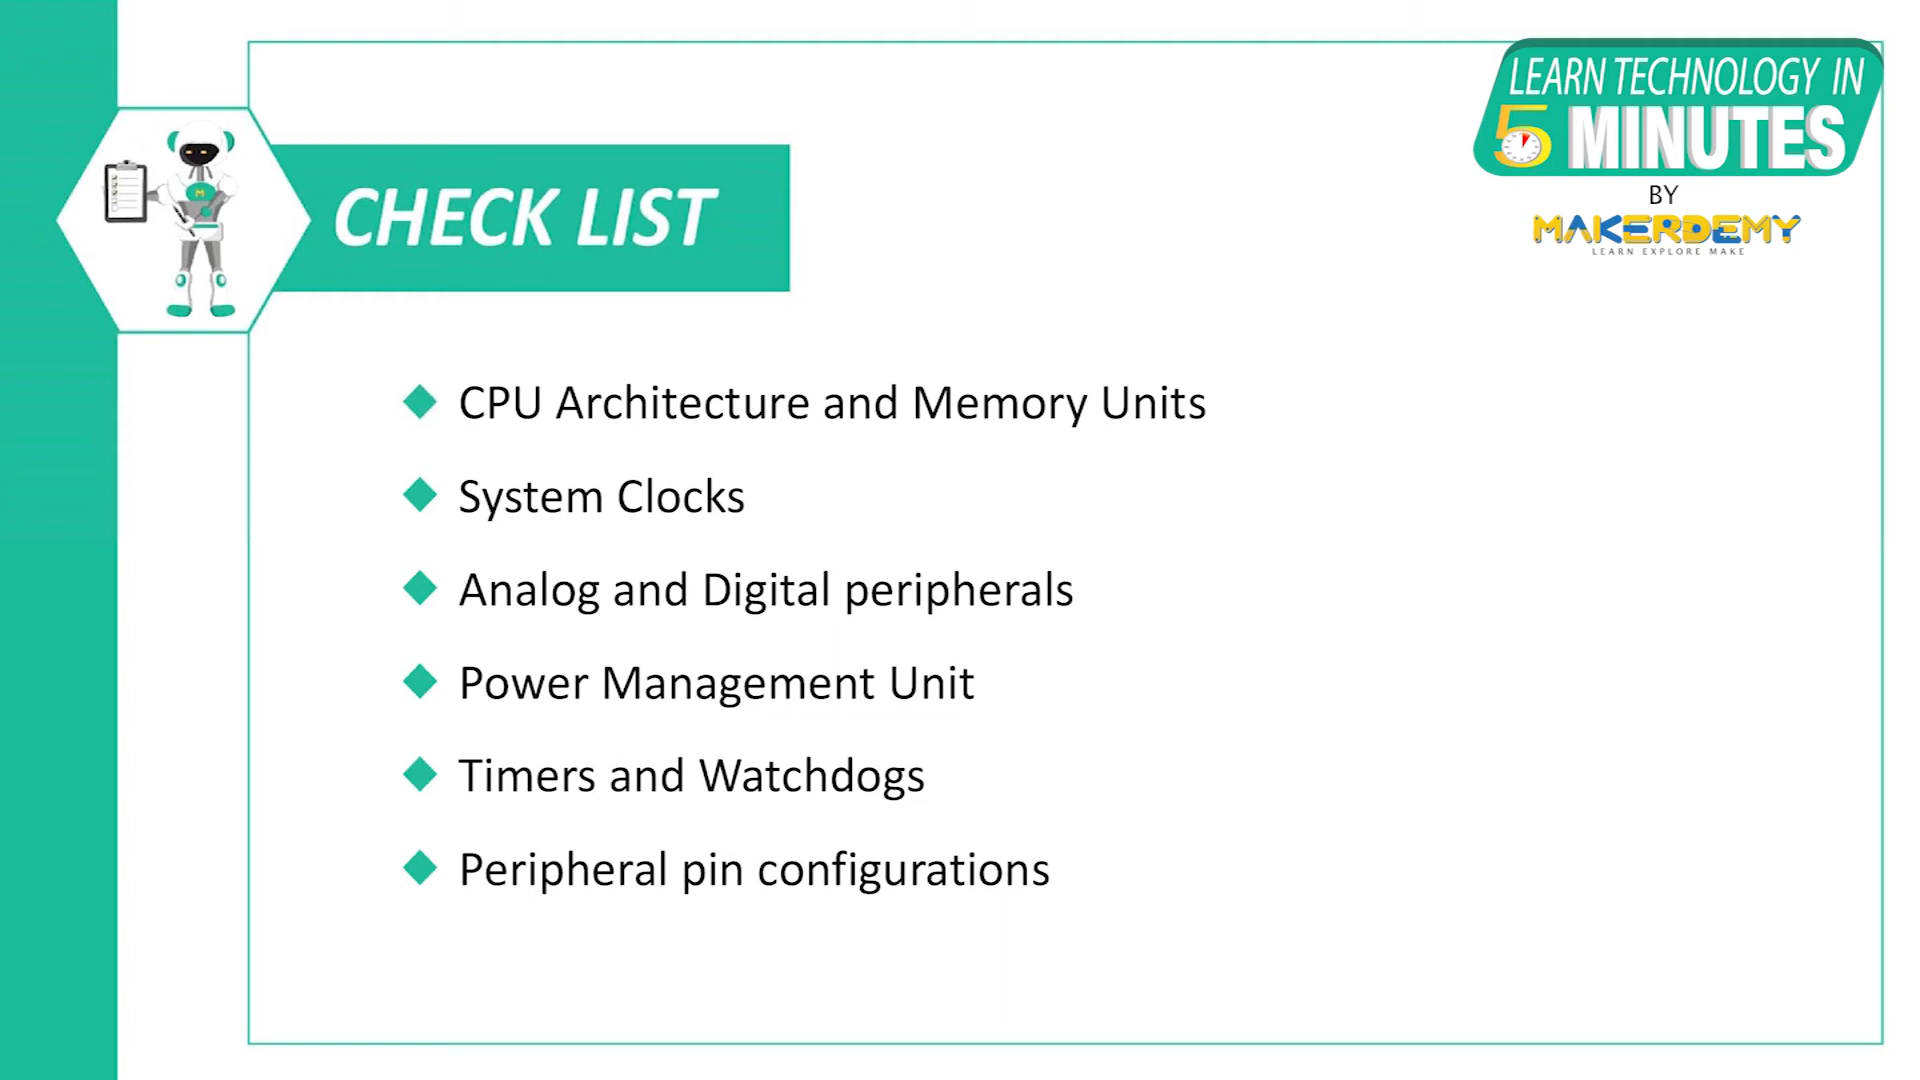 LEARN TECHNOLOGY IN
5 MINUTES
BY
MAKERDEMY
LEARN EXPLORE MAKE
M
CHECK LIST
CPU Architecture and Memory Units
System Clocks
Analog and Digital peripherals
Power Management Unit
Timers and Watchdogs
Peripheral pin configurations